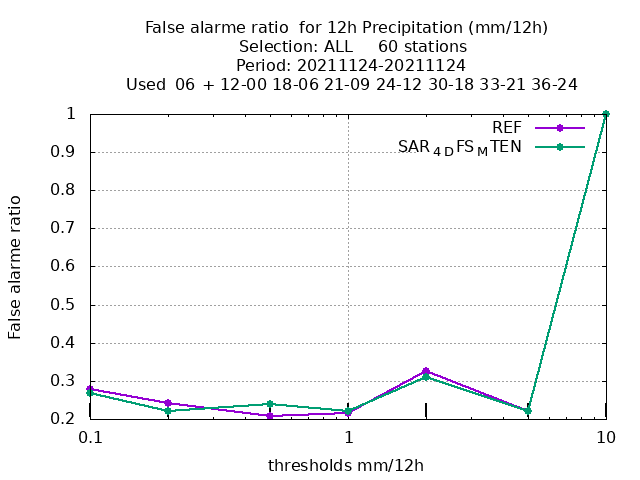 False alarme ratio  for 12h Precipitation (mm/12h)
Selection: ALL     60 stations
Period: 20211124-20211124
Used  06 + 12-00 18-06 21-09 24-12 30-18 33-21 36-24
REF
SAR4DFSMTEN
False alarme ratio
1
0.9
0.8
0.7
0.6
0.5
0.4
0.3
0.2
0.1 1 10
thresholds mm/12h